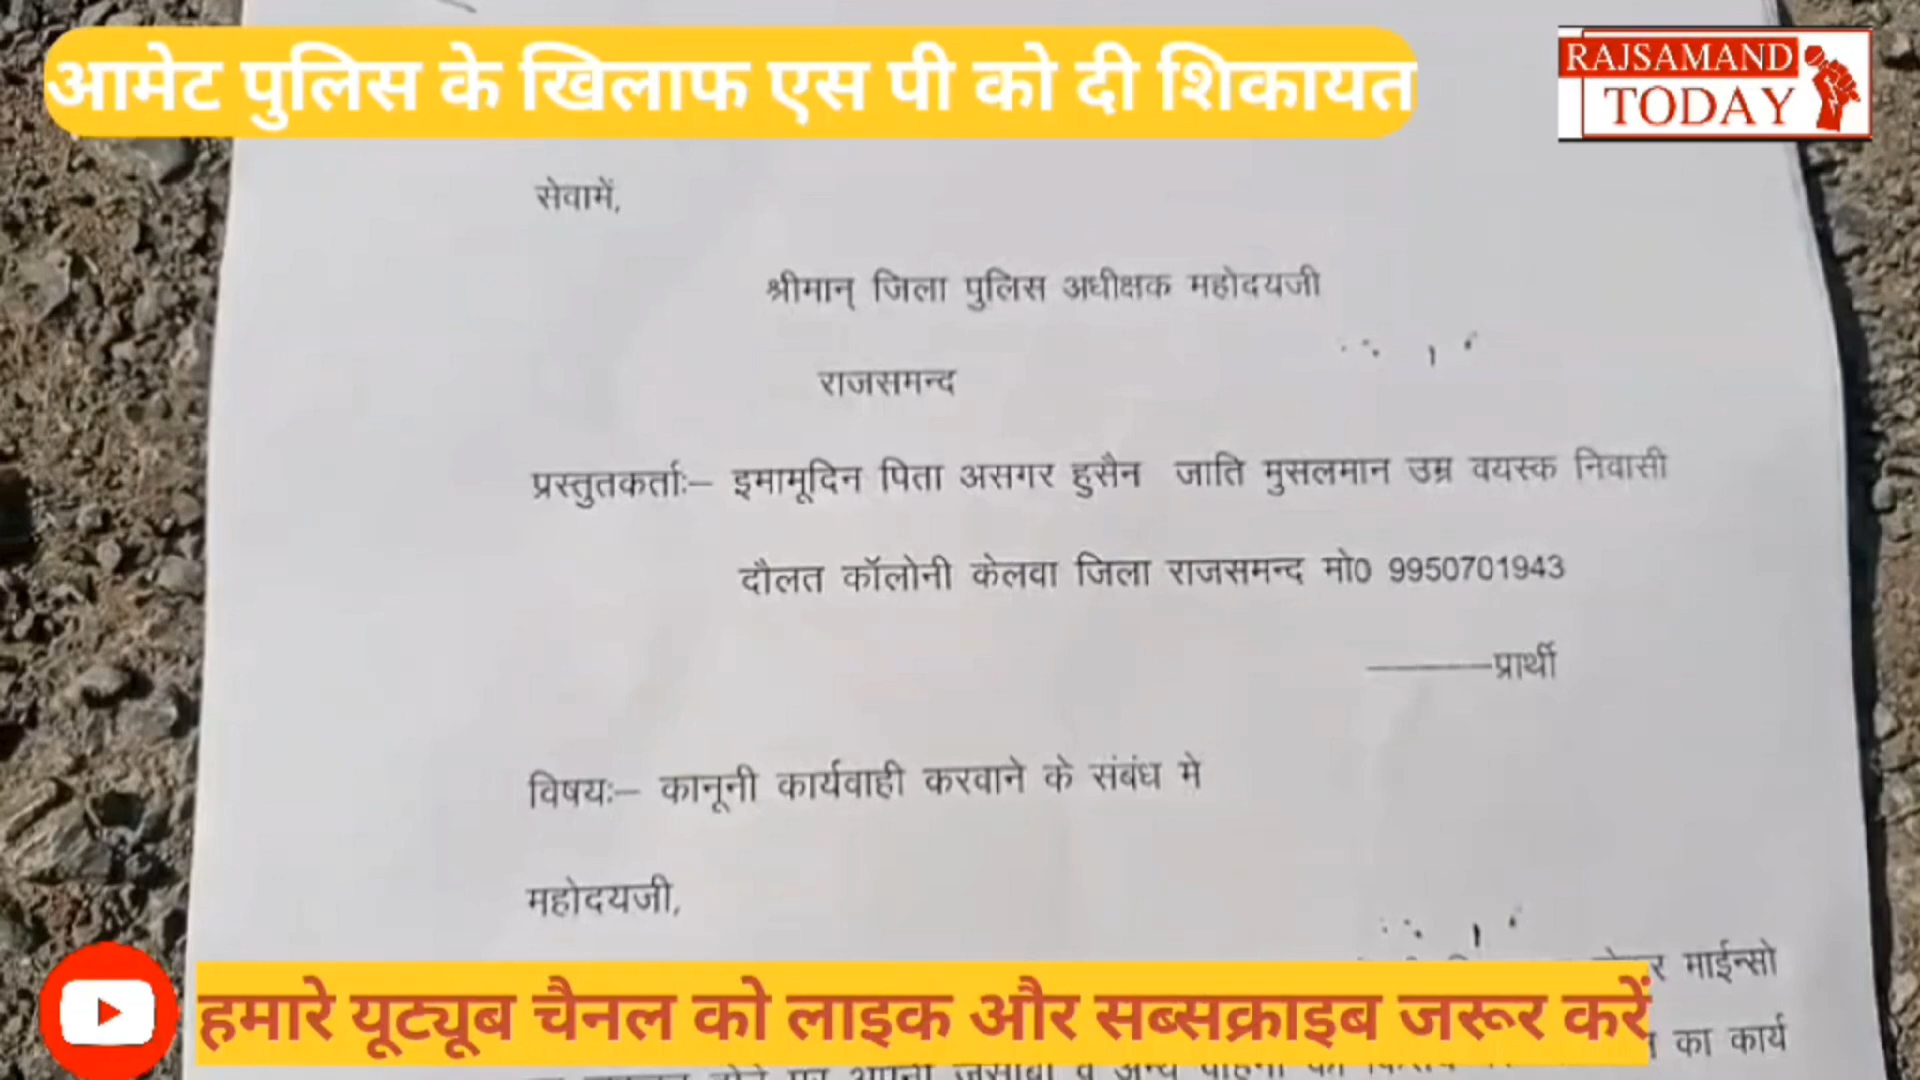 आमेट पुलिस के खिलाफ एस पी को दी शिकायत
RAJSAMAND
TODAY
सेवामें,
श्रीमान् जिला पुलिस अधीक्षक महोदयजी
राजसमन्द
प्रस्तुतकर्ताः– इमामूदिन पिता असगर हुसैन जाति मुसलमान उम्र वयस्क निवासी
दौलत कॉलोनी केलवा जिला राजसमन्द मो0 9950701943
———प्रार्थी
विषयः– कानूनी कार्यवाही करवाने के संबंध मे
महोदयजी,
माईन्सो
हमारे यूट्यूब चैनल को लाइक और सब्सक्राइब जरूर करें
का कार्य